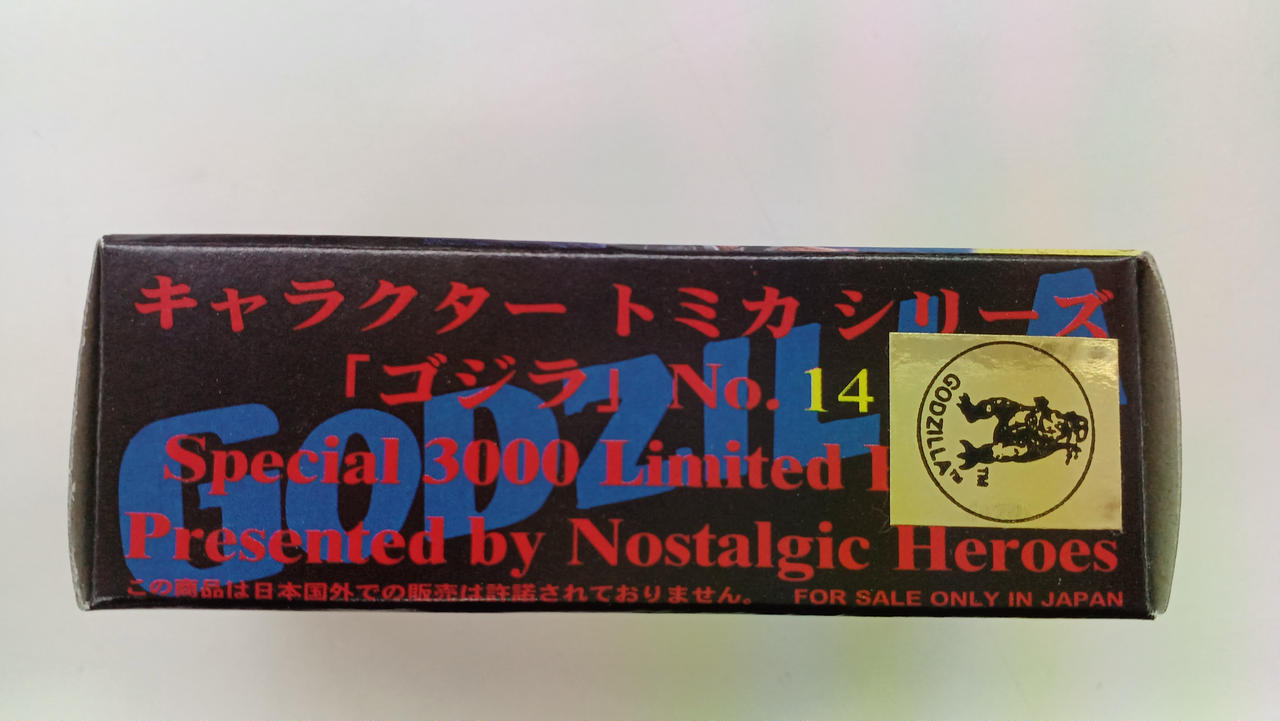 キャラクター トミカ シリーズ
「ゴジラ」 No. 14
Special 3000 Limited
Presented by Nostalgic Heroes
この商品は日本国外での販売は許諾されておりません。 FOR SALE ONLY IN JAPAN
GODZILLA
GODZILLA TM